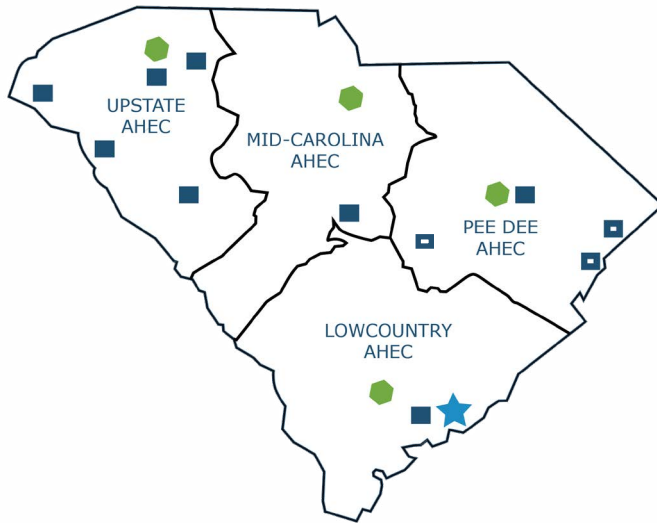 UPSTATE
AHEC
MID-CAROLINA
AHEC
PEE DEE
AHEC
LOWCOUNTRY
AHEC